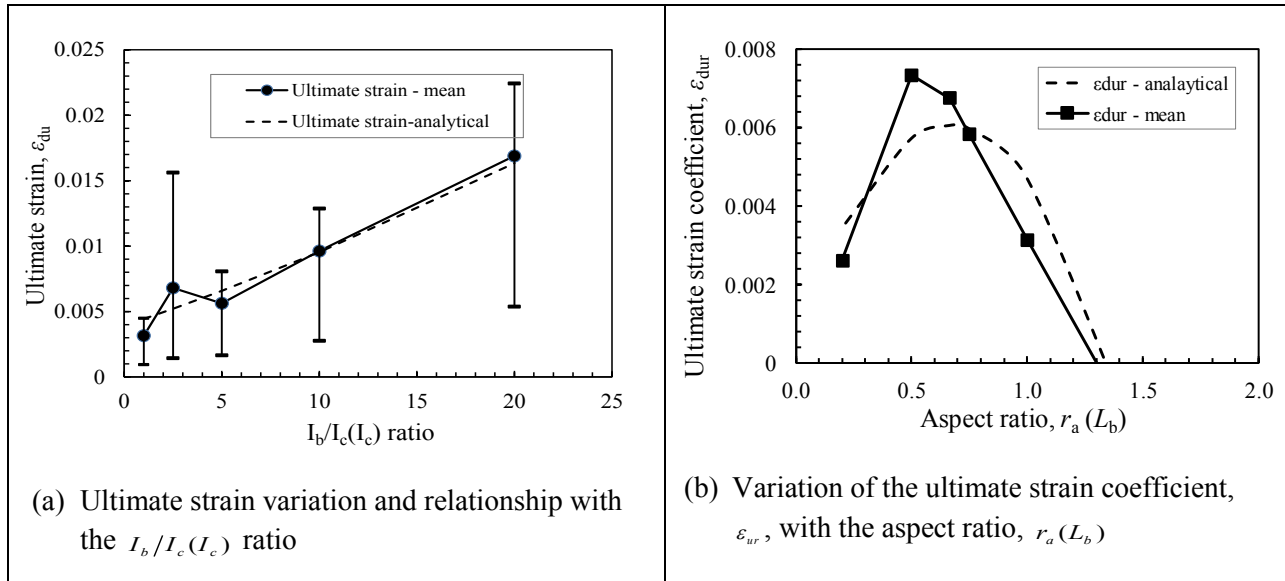 0.025
0.02
0.015
0.01
0.005
0
Ultimate strain, εdu
Ultimate strain - mean
Ultimate strain-analytical
0 5 10 15 20 25
Ib/Ic(Ic) ratio
(a) Ultimate strain variation and relationship with
the Ib/Ic(Ic) ratio
0.008
0.006
0.004
0.002
0
Ultimate strain coefficient, εdur
εdur - analaytical
εdur - mean
0.0 0.5 1.0 1.5 2.0
Aspect ratio, ra (Lb)
(b) Variation of the ultimate strain coefficient,
εur, with the aspect ratio, ra(Lb)